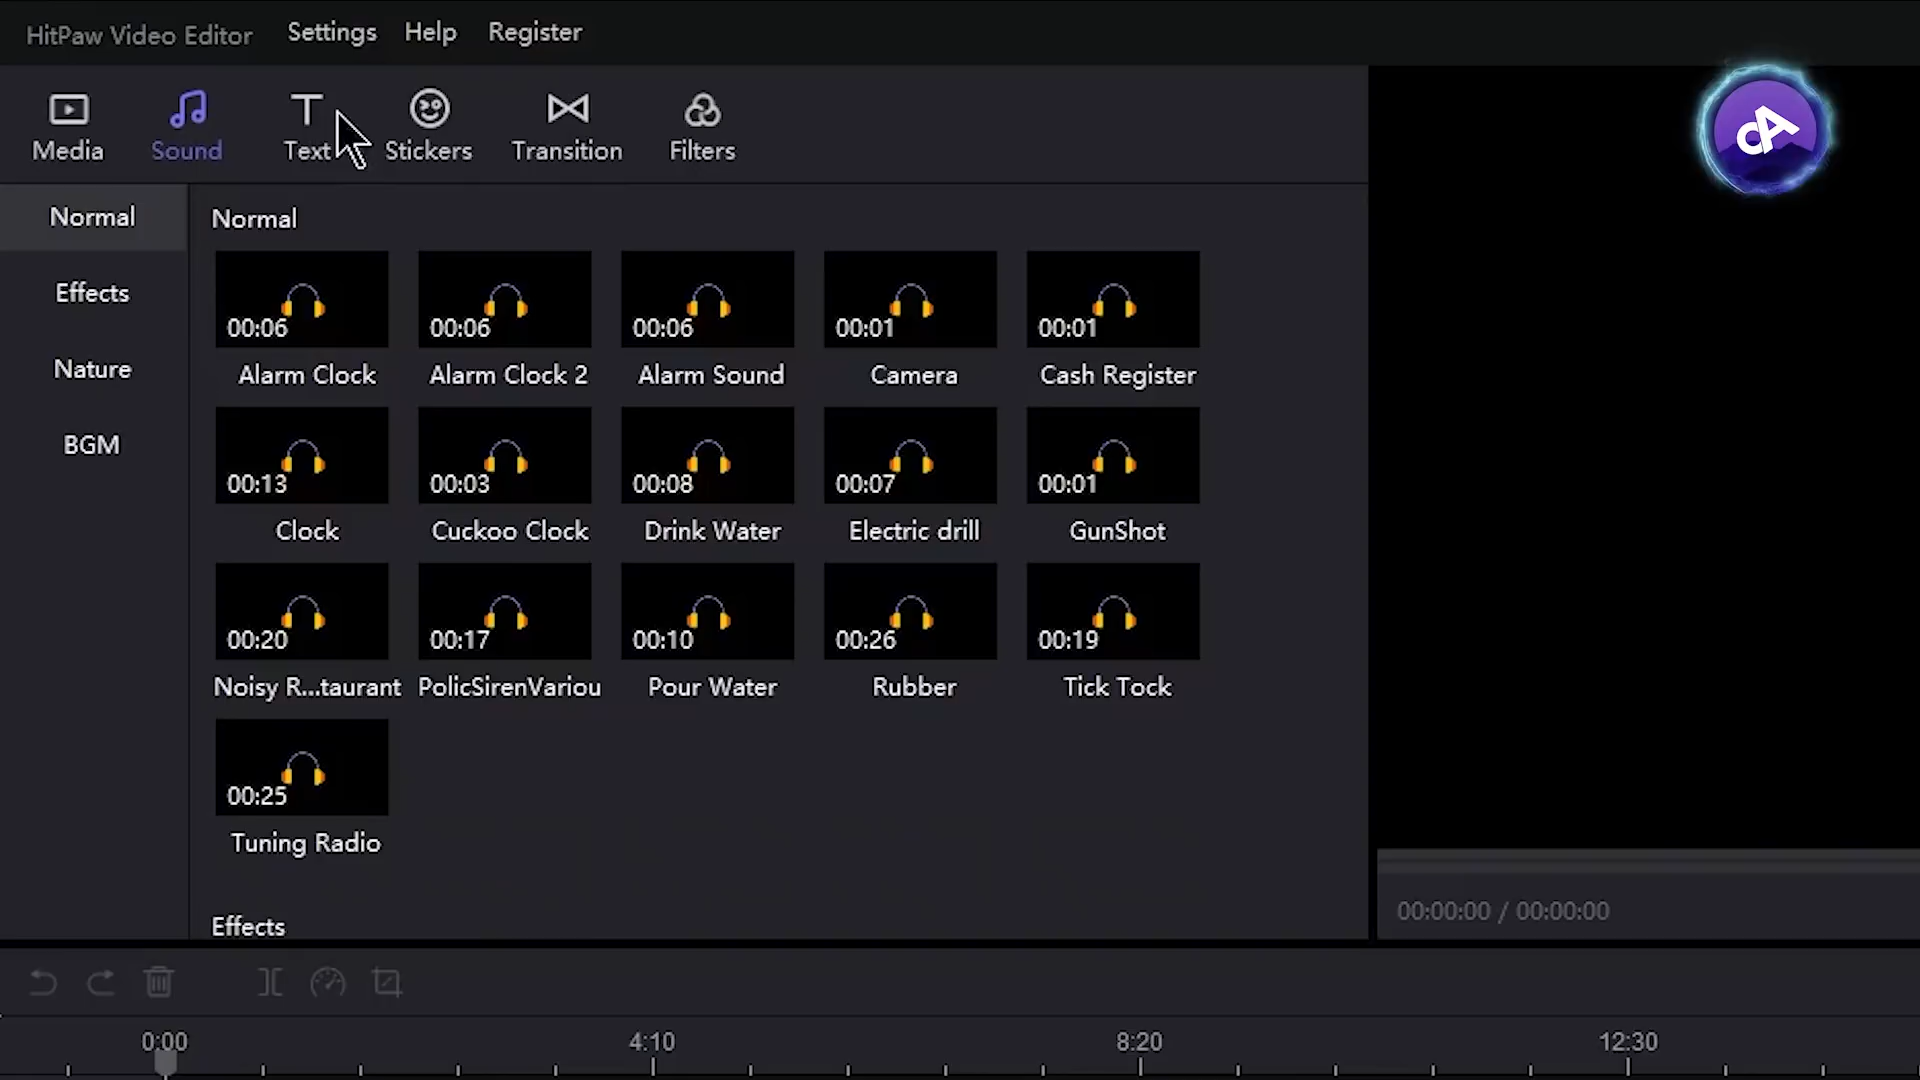 HitPaw Video Editor Settings Help Register
Media Sound Text Stickers Transition Filters
Normal
Effects
Nature
BGM
Normal
00:06 00:06 00:06 00:01 00:01
Alarm Clock Alarm Clock 2 Alarm Sound Camera Cash Register
00:13 00:03 00:08 00:07 00:01
Clock Cuckoo Clock Drink Water Electric drill GunShot
00:20 00:17 00:10 00:26 00:19
Noisy R...taurant PolicSirenVariou Pour Water Rubber Tick Tock
00:25
Tuning Radio
Effects
00:00:00 / 00:00:00
0:00 4:10 8:20 12:30